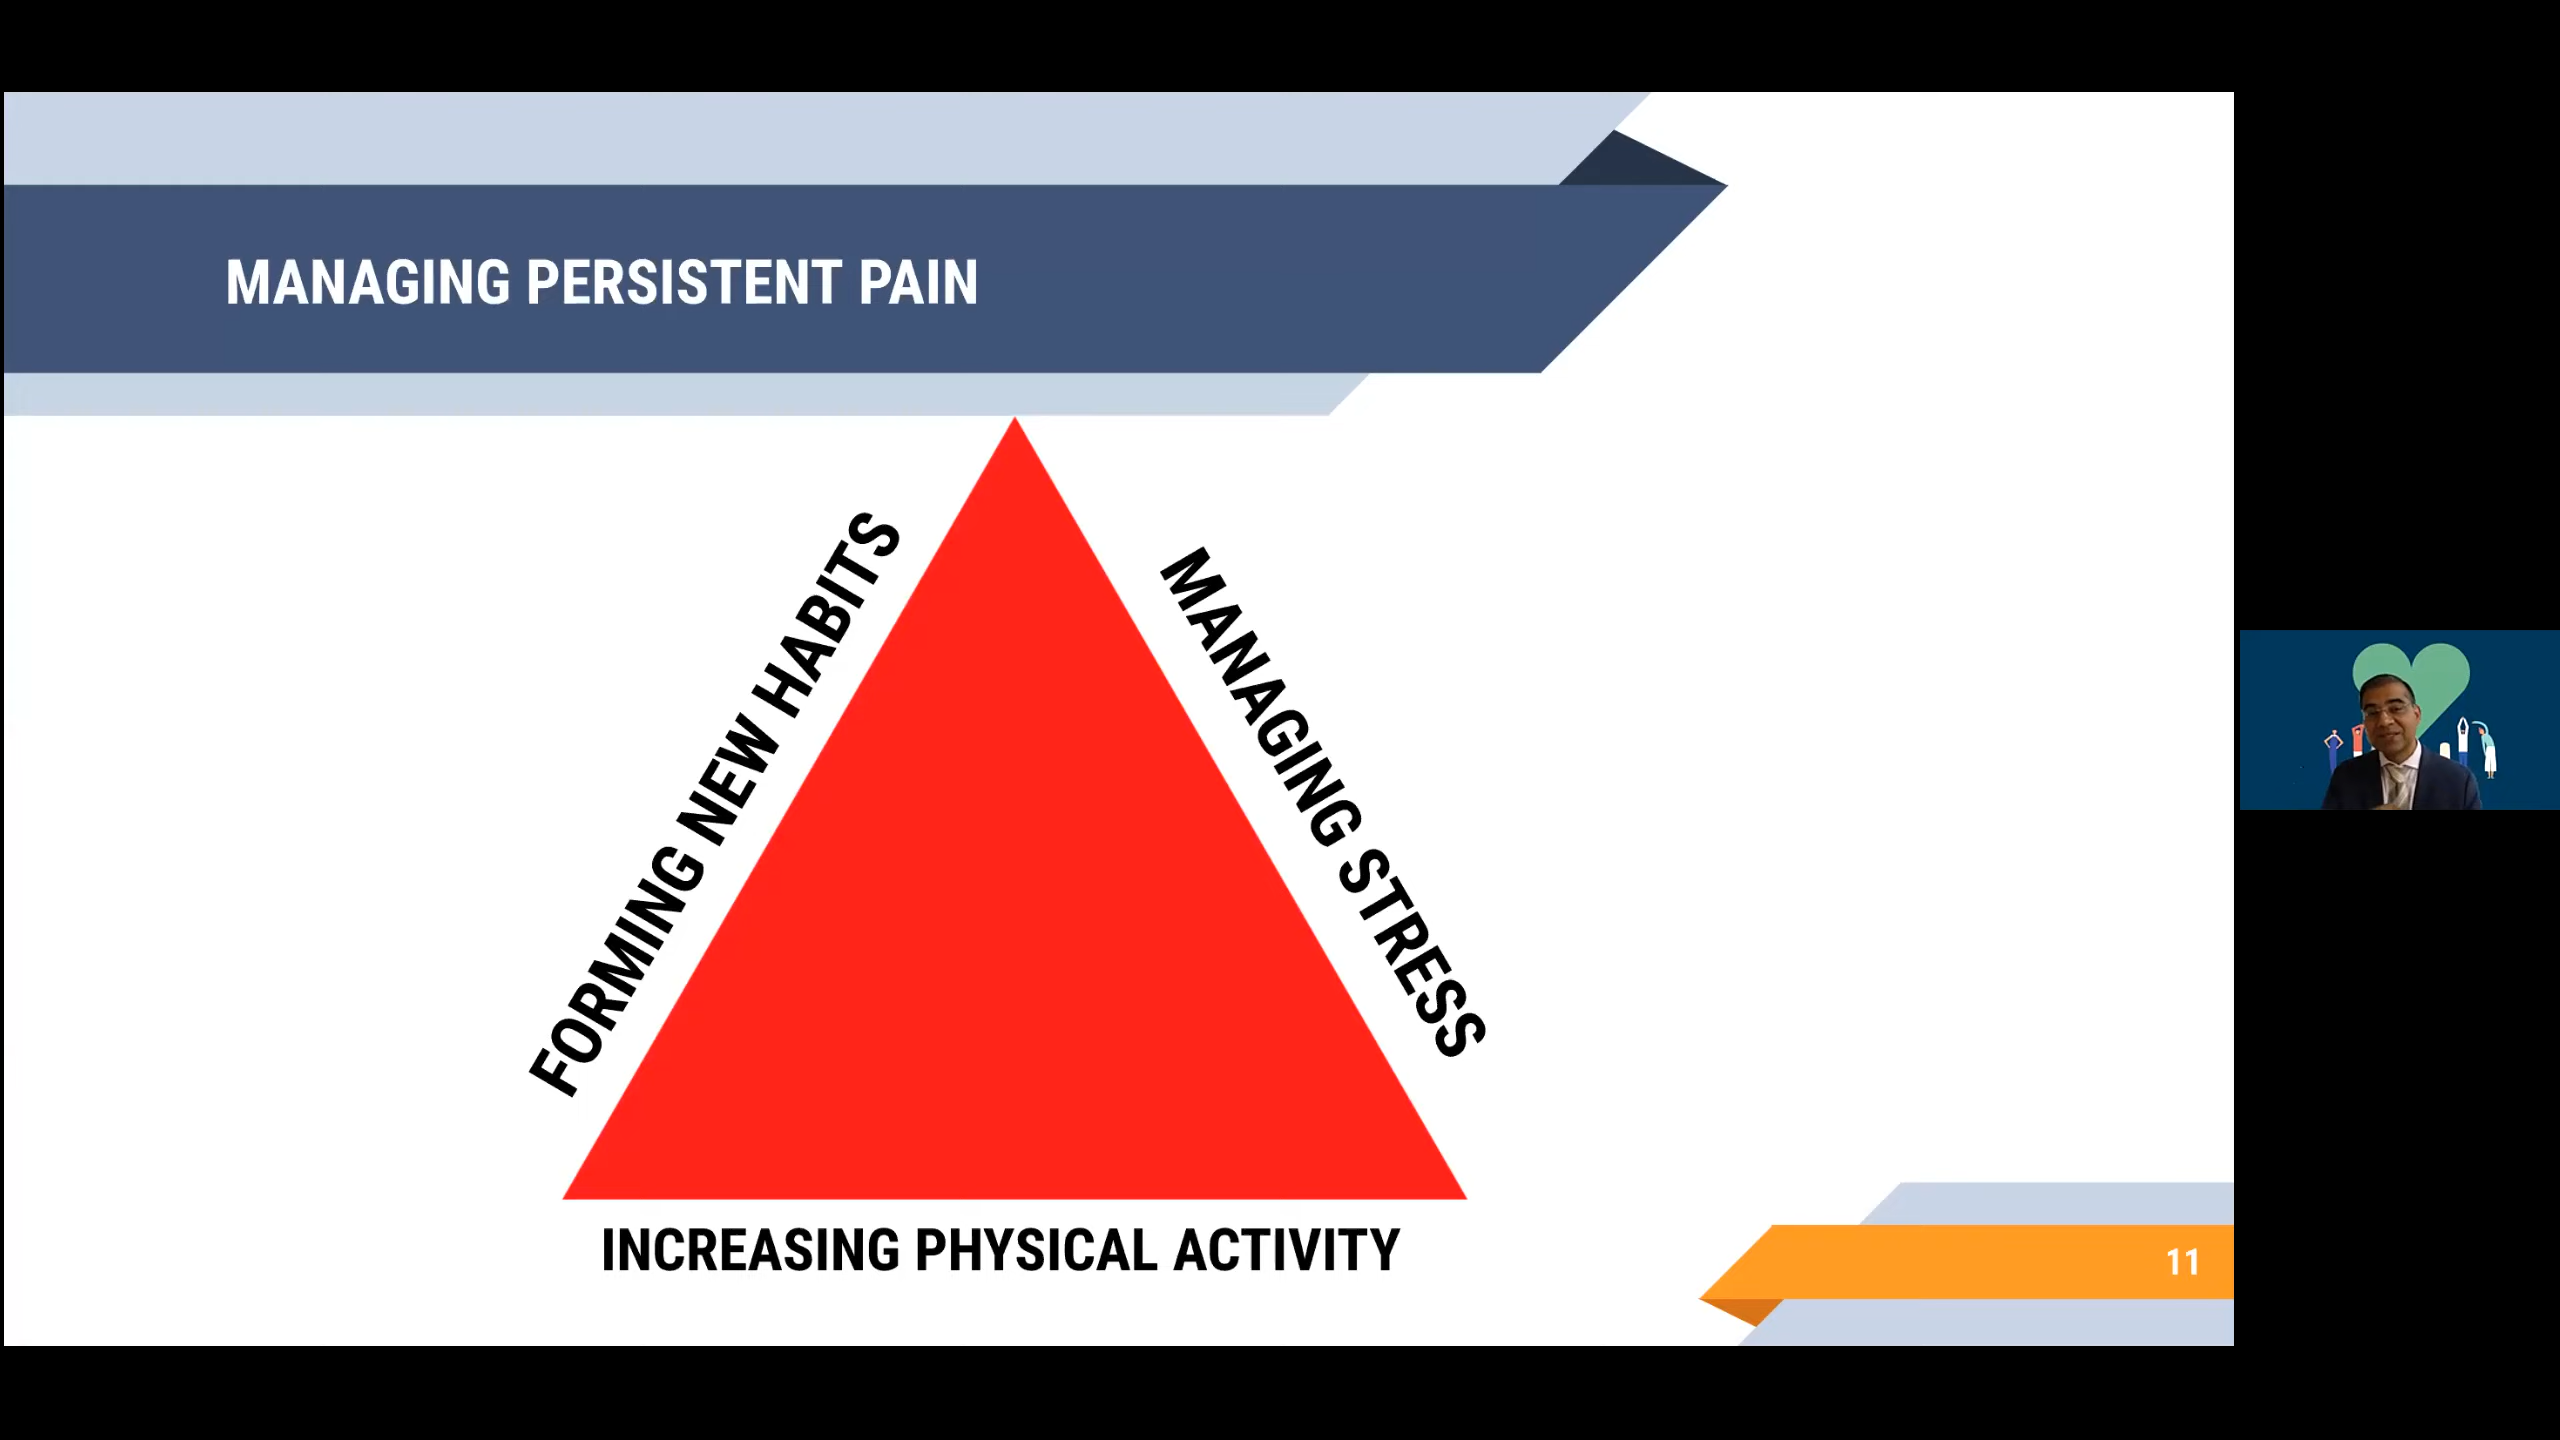 MANAGING PERSISTENT PAIN
FORMING NEW HABITS
MANAGING STRESS
INCREASING PHYSICAL ACTIVITY
11